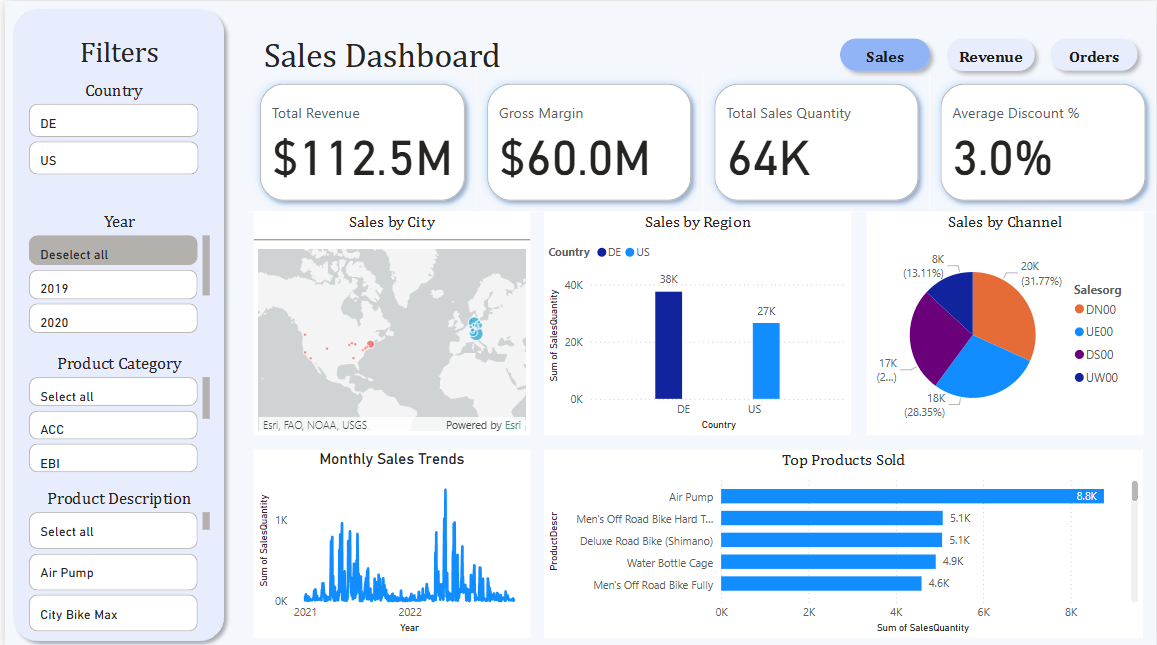 Filters
Country
DE
US
Year
Deselect all
2019
2020
Product Category
Select all
ACC
EBI
Product Description
Select all
Air Pump
City Bike Max
Sales Dashboard
Sales
Revenue
Orders
Total Revenue
$112.5M
Gross Margin
$60.0M
Total Sales Quantity
64K
Average Discount %
3.0%
Sales by City
Esri, FAO, NOAA, USGS
Powered by Esri
Sales by Region
Country DE US
Sum of SalesQuantity
40K
20K
0K
38K
27K
DE
US
Country
Sales by Channel
8K
(13.11%)
20K
(31.77%)
17K
(2...)
18K
(28.35%)
Salesorg
DN00
UE00
DS00
UW00
Monthly Sales Trends
Sum of SalesQuantity
1K
0K
2021
2022
Year
Top Products Sold
ProductDescr
Air Pump 8.8K
Men's Off Road Bike Hard T... 5.1K
Deluxe Road Bike (Shimano) 5.1K
Water Bottle Cage 4.9K
Men's Off Road Bike Fully 4.6K
0K 2K 4K 6K 8K
Sum of SalesQuantity